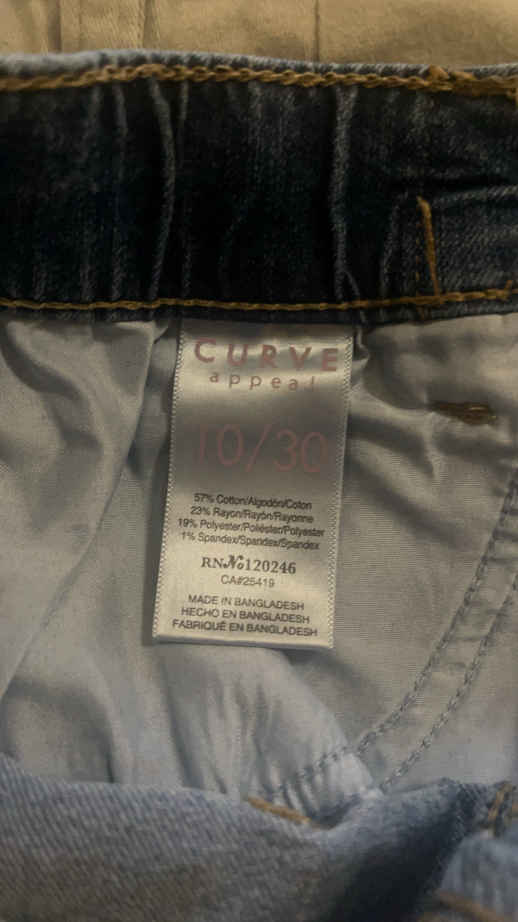 CURVE
appeal
10/30
57% Cotton/Algodón/Coton
23% Rayon/Rayón/Rayonne
19% Polyester/Poliéster/Polyester
1% Spandex/Spandex/Spandex
RN№120246
CA#25419
MADE IN BANGLADESH
HECHO EN BANGLADESH
FABRIQUÉ EN BANGLADESH